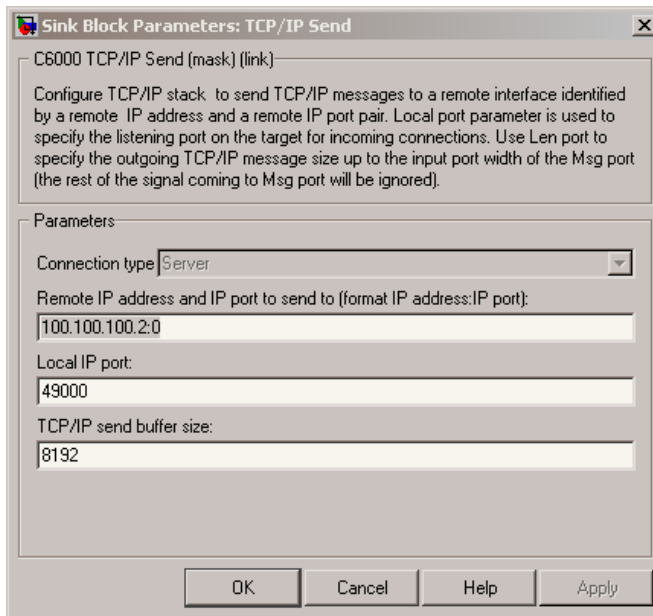 Sink Block Parameters: TCP/IP Send
C6000 TCP/IP Send (mask) (link)
Configure TCP/IP stack to send TCP/IP messages to a remote interface identified
by a remote IP address and a remote IP port pair. Local port parameter is used to
specify the listening port on the target for incoming connections. Use Len port to
specify the outgoing TCP/IP message size up to the input port width of the Msg port
(the rest of the signal coming to Msg port will be ignored).
Parameters
Connection type Server
Remote IP address and IP port to send to (format IP address:IP port):
100.100.100.2:0
Local IP port:
49000
TCP/IP send buffer size:
8192
OK Cancel Help Apply